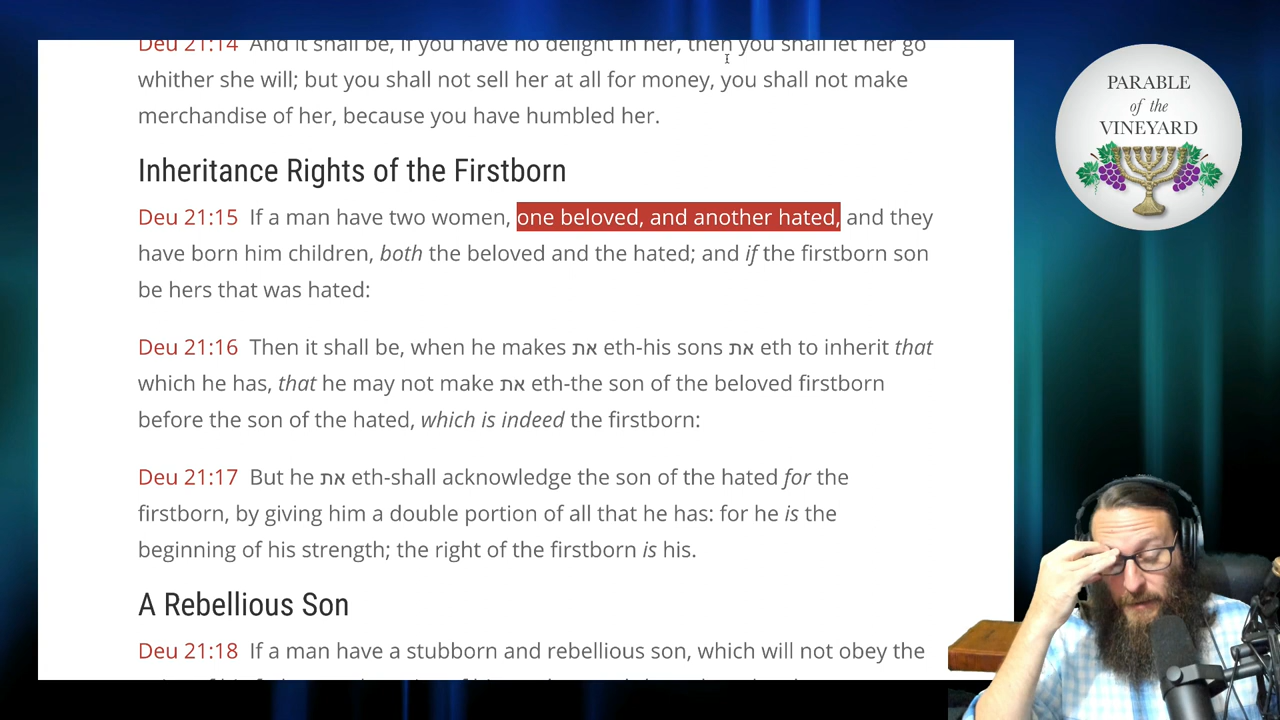 Deu 21:14 And it shall be, if you have no delight in her, then you shall let her go
whither she will; but you shall not sell her at all for money, you shall not make
merchandise of her, because you have humbled her.
Inheritance Rights of the Firstborn
Deu 21:15 If a man have two women, one beloved, and another hated, and they
have born him children, both the beloved and the hated; and if the firstborn son
be hers that was hated:
Deu 21:16 Then it shall be, when he makes את eth-his sons את eth to inherit that
which he has, that he may not make את eth-the son of the beloved firstborn
before the son of the hated, which is indeed the firstborn:
Deu 21:17 But he את eth-shall acknowledge the son of the hated for the
firstborn, by giving him a double portion of all that he has: for he is the
beginning of his strength; the right of the firstborn is his.
A Rebellious Son
Deu 21:18 If a man have a stubborn and rebellious son, which will not obey the
PARABLE
of the
VINEYARD